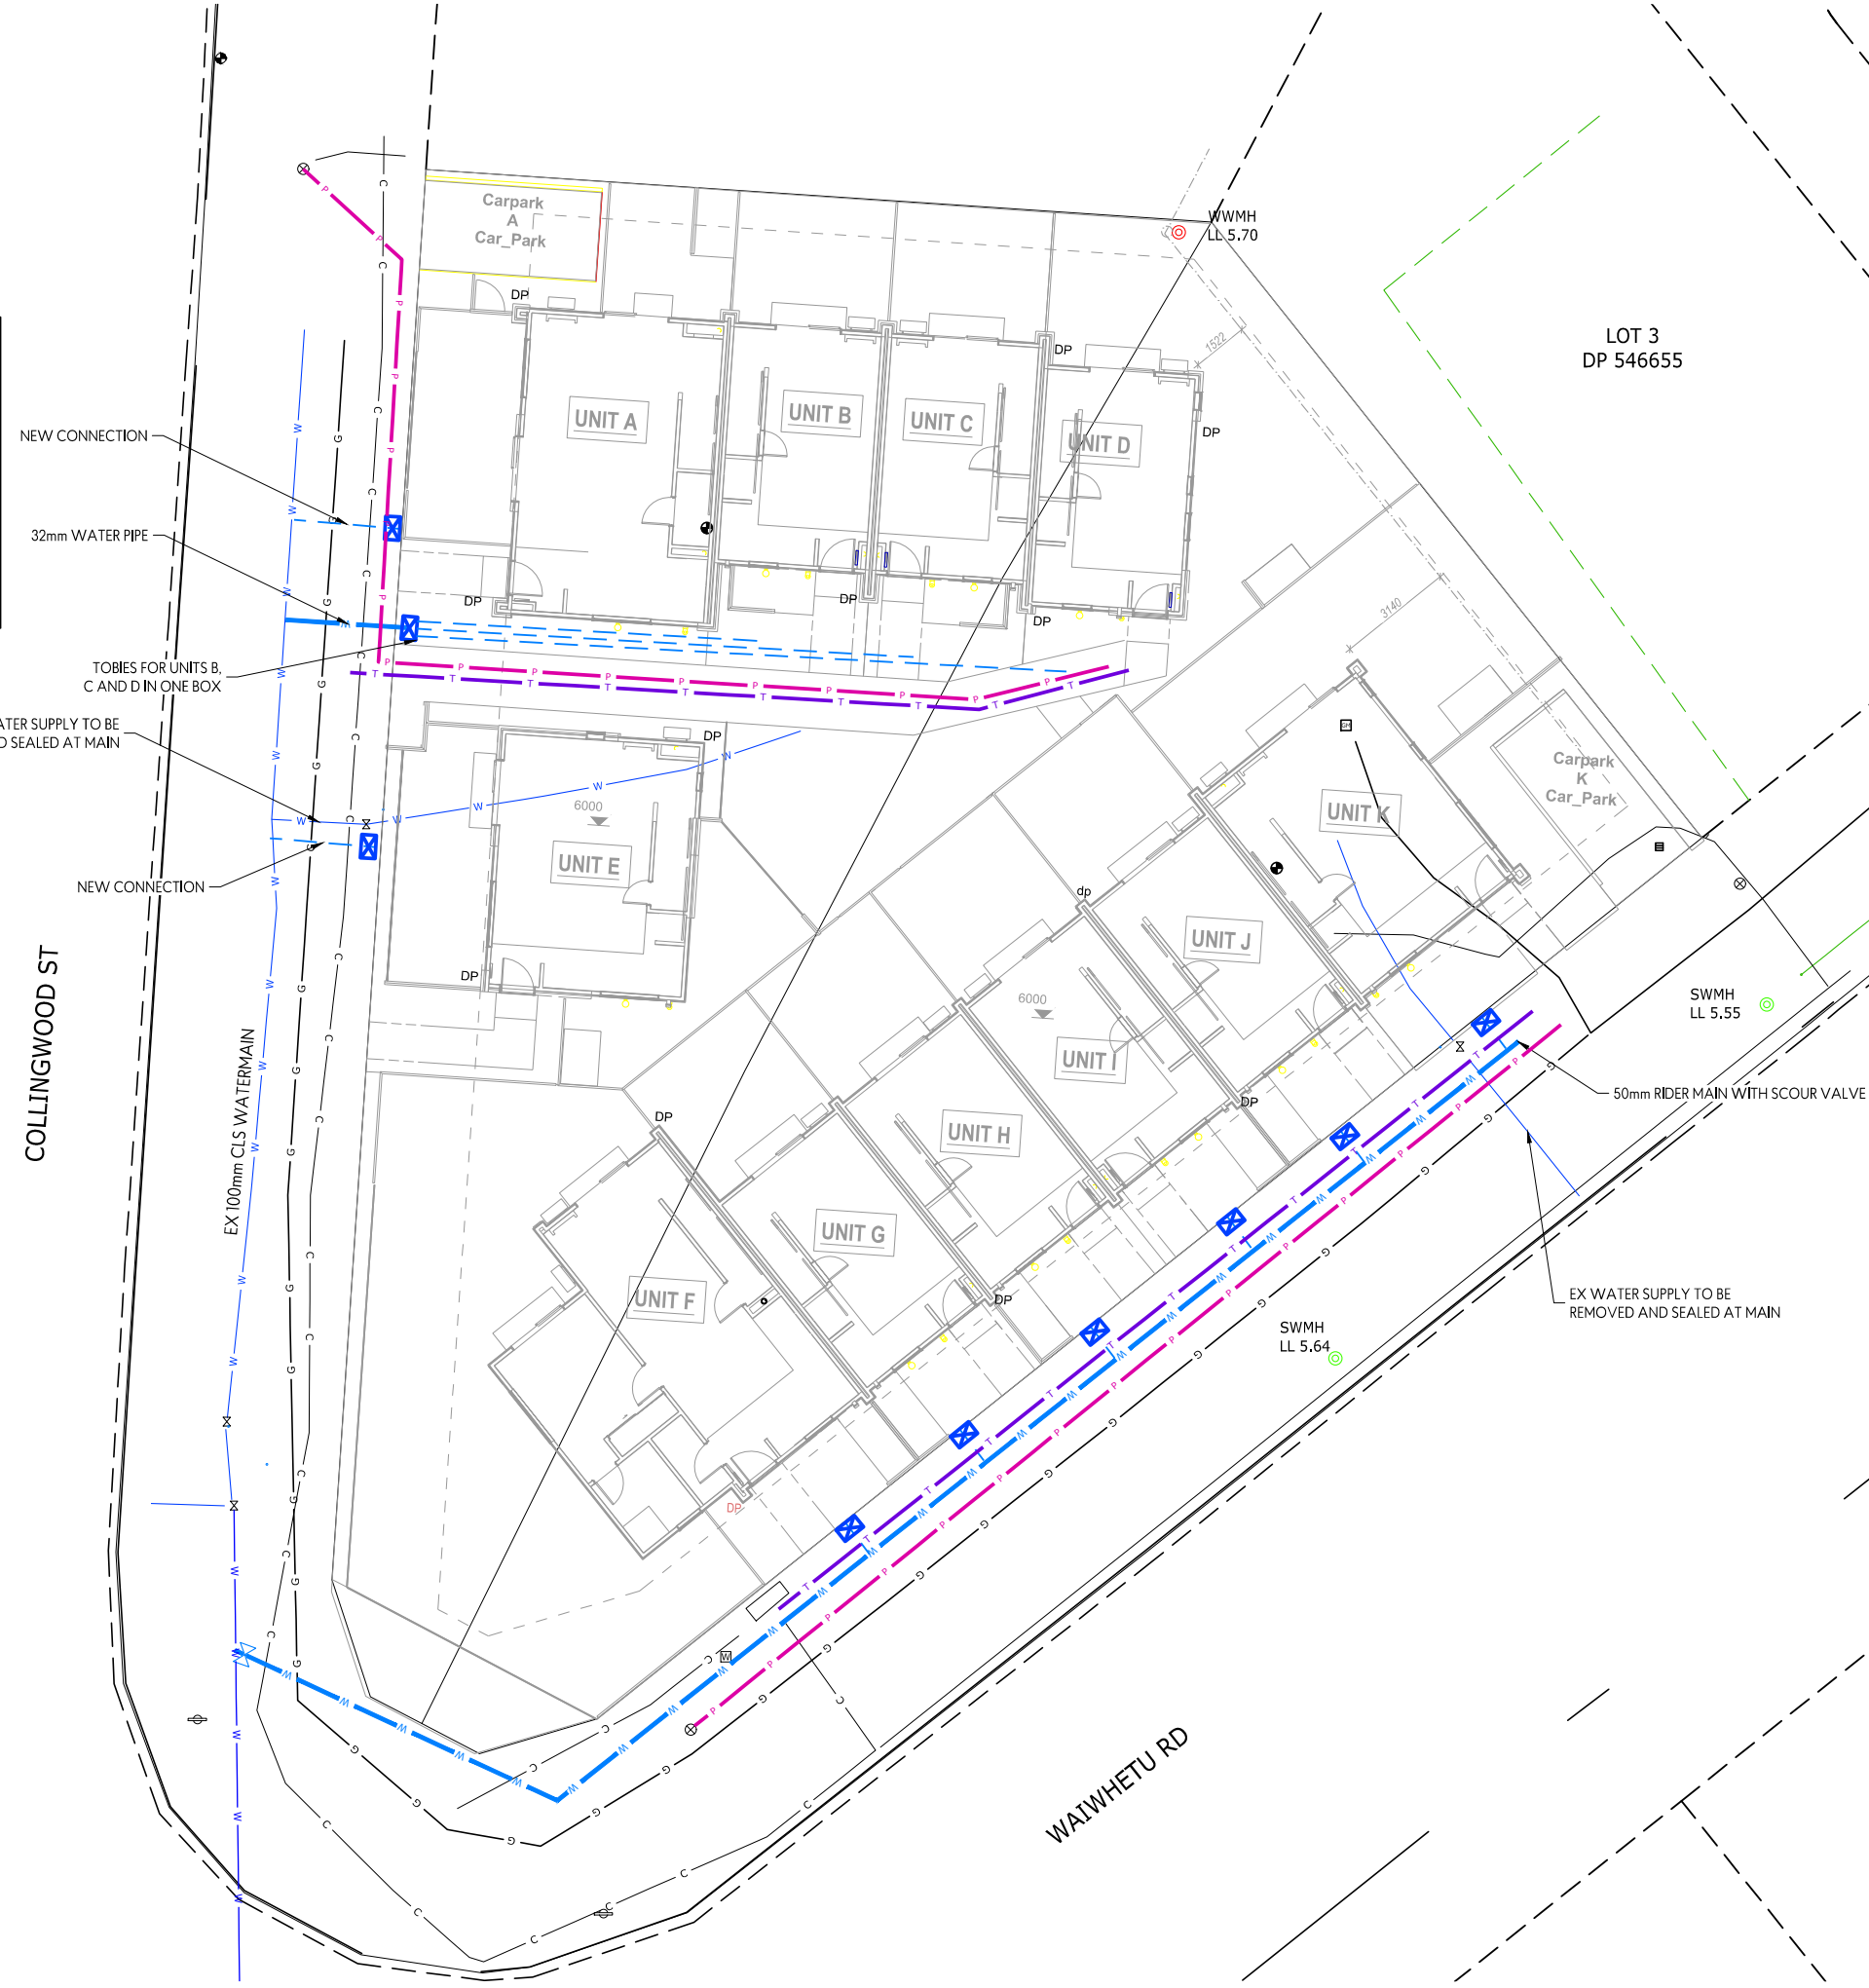 Carpark
A
Car_Park
WWMH
LL 5.70
LOT 3
DP 546655
DP
DP
1522
UNIT A
UNIT B
UNIT C
UNIT D
DP
NEW CONNECTION
32mm WATER PIPE
DP
DP
DP
3140
TOBIES FOR UNITS B,
C AND D IN ONE BOX
ATER SUPPLY TO BE
D SEALED AT MAIN
DP
6000
UNIT E
NEW CONNECTION
DP
Carpark
K
Car_Park
UNIT K
dp
UNIT J
6000
UNIT I
UNIT H
UNIT G
UNIT F
DP
DP
DP
DP
COLLINGWOOD ST
EX 100mm CLS WATERMAIN
SWMH
LL 5.55
50mm RIDER MAIN WITH SCOUR VALVE
EX WATER SUPPLY TO BE
REMOVED AND SEALED AT MAIN
SWMH
LL 5.64
WAIWHETU RD